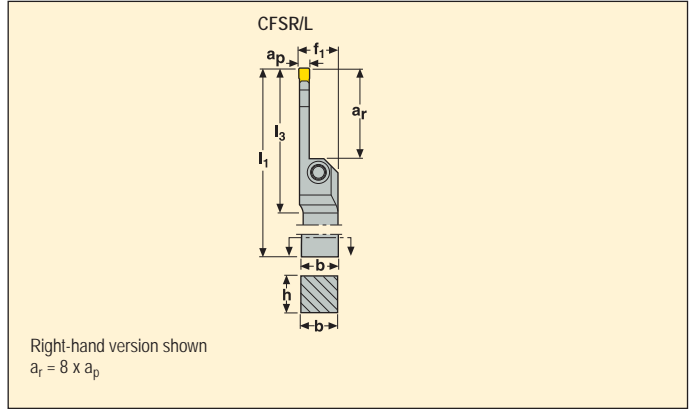 CFSR/L
ap f1
ar
l3
l1
b
h
b
Right-hand version shown
ar = 8 x ap